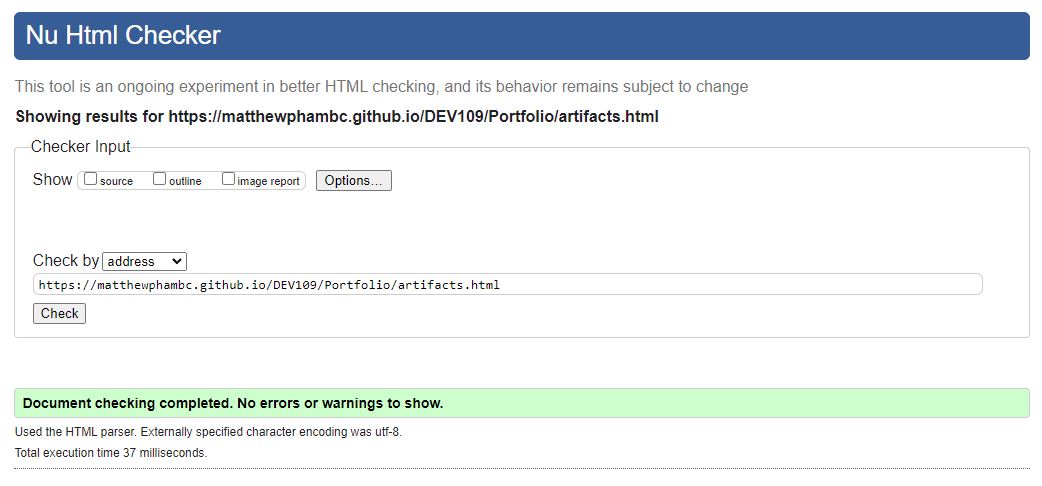 Nu Html Checker
This tool is an ongoing experiment in better HTML checking, and its behavior remains subject to change
Showing results for https://matthewphambc.github.io/DEV109/Portfolio/artifacts.html
Checker Input
Show source outline image report Options...
Check by address
https://matthewphambc.github.io/DEV109/Portfolio/artifacts.html
Check
Document checking completed. No errors or warnings to show.
Used the HTML parser. Externally specified character encoding was utf-8.
Total execution time 37 milliseconds.